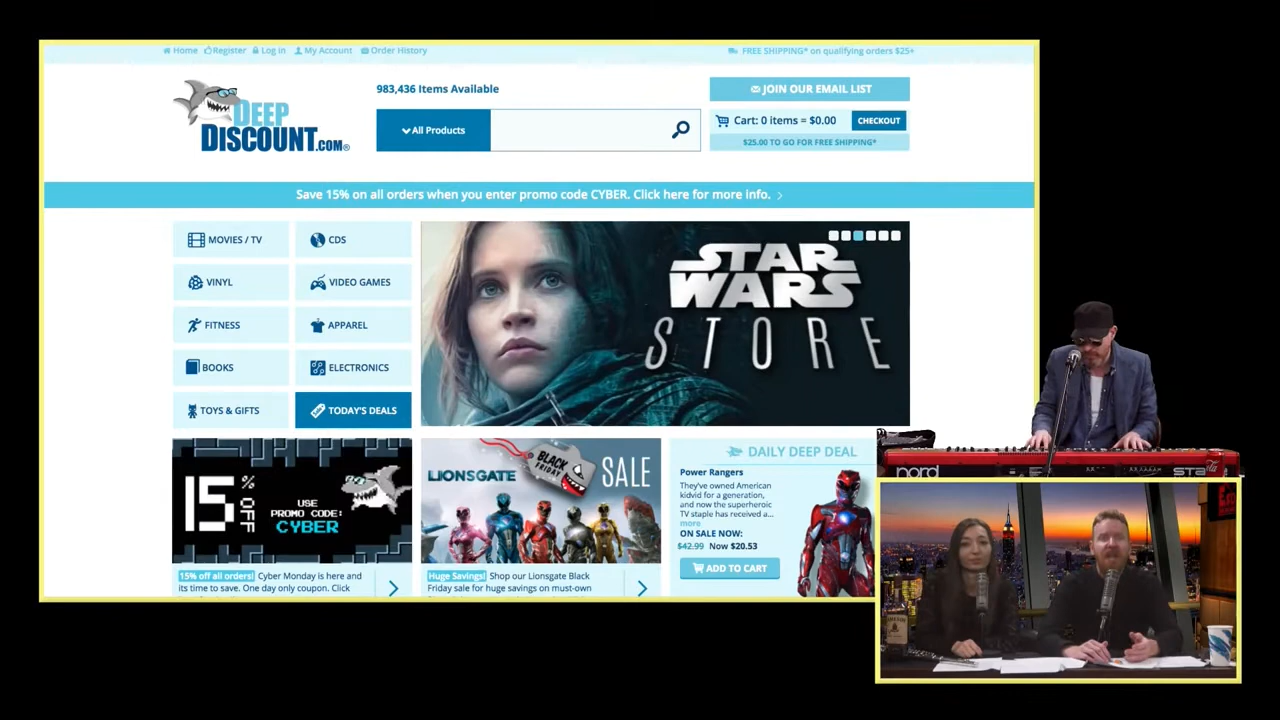 Home Register Log in My Account Order History
FREE SHIPPING* on qualifying orders $25+
DEEP
DISCOUNT.COM®
983,436 Items Available
All Products
JOIN OUR EMAIL LIST
Cart: 0 items = $0.00 CHECKOUT
$25.00 TO GO FOR FREE SHIPPING*
Save 15% on all orders when you enter promo code CYBER. Click here for more info.
MOVIES / TV
CDS
VINYL
VIDEO GAMES
FITNESS
APPAREL
BOOKS
ELECTRONICS
TOYS & GIFTS
TODAY'S DEALS
STAR
WARS
STORE
15% OFF
USE
PROMO CODE:
CYBER
15% off all orders! Cyber Monday is here and
its time to save. One day only coupon. Click
LIONSGATE
BLACK
FRIDAY
SALE
Huge Savings! Shop our Lionsgate Black
Friday sale for huge savings on must-own
DAILY DEEP DEAL
Power Rangers
They've owned American
kidvid for a generation,
and now the superheroic
TV staple has received a...
more
ON SALE NOW:
$42.99 Now $20.53
ADD TO CART
nord